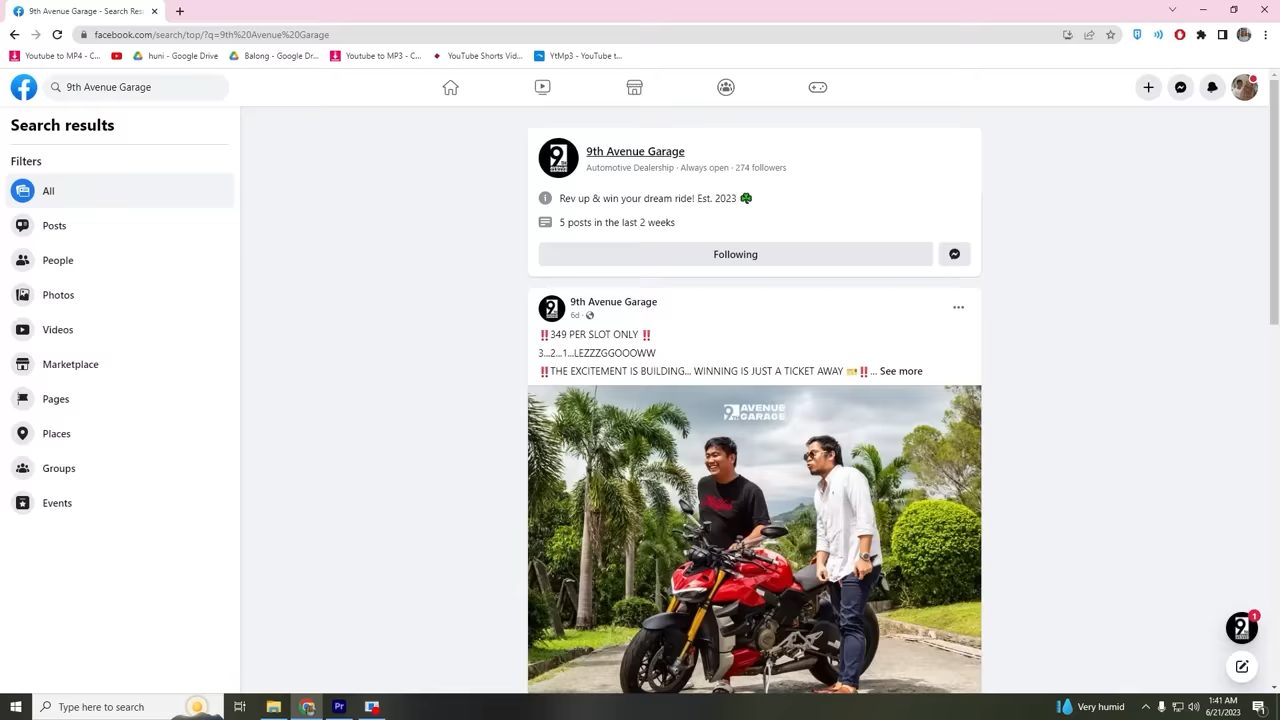 9th Avenue Garage - Search Res
facebook.com/search/top/?q=9th%20Avenue%20Garage
Youtube to MP4 - C...
huni - Google Drive
Balong - Google Dr...
Youtube to MP3 - C...
YouTube Shorts Vid...
YtMp3 - YouTube t...
9th Avenue Garage
Search results
Filters
All
Posts
People
Photos
Videos
Marketplace
Pages
Places
Groups
Events
9th Avenue Garage
Automotive Dealership · Always open · 274 followers
Rev up & win your dream ride! Est. 2023 ☘
5 posts in the last 2 weeks
Following
9th Avenue Garage
6d ·
‼️349 PER SLOT ONLY ‼️
3...2...1...LEZZZGGOOOWW
‼️THE EXCITEMENT IS BUILDING... WINNING IS JUST A TICKET AWAY 🎫‼️... See more
9TH AVENUE
GARAGE
1
Type here to search
Pr
Very humid
1:41 AM
6/21/2023
1